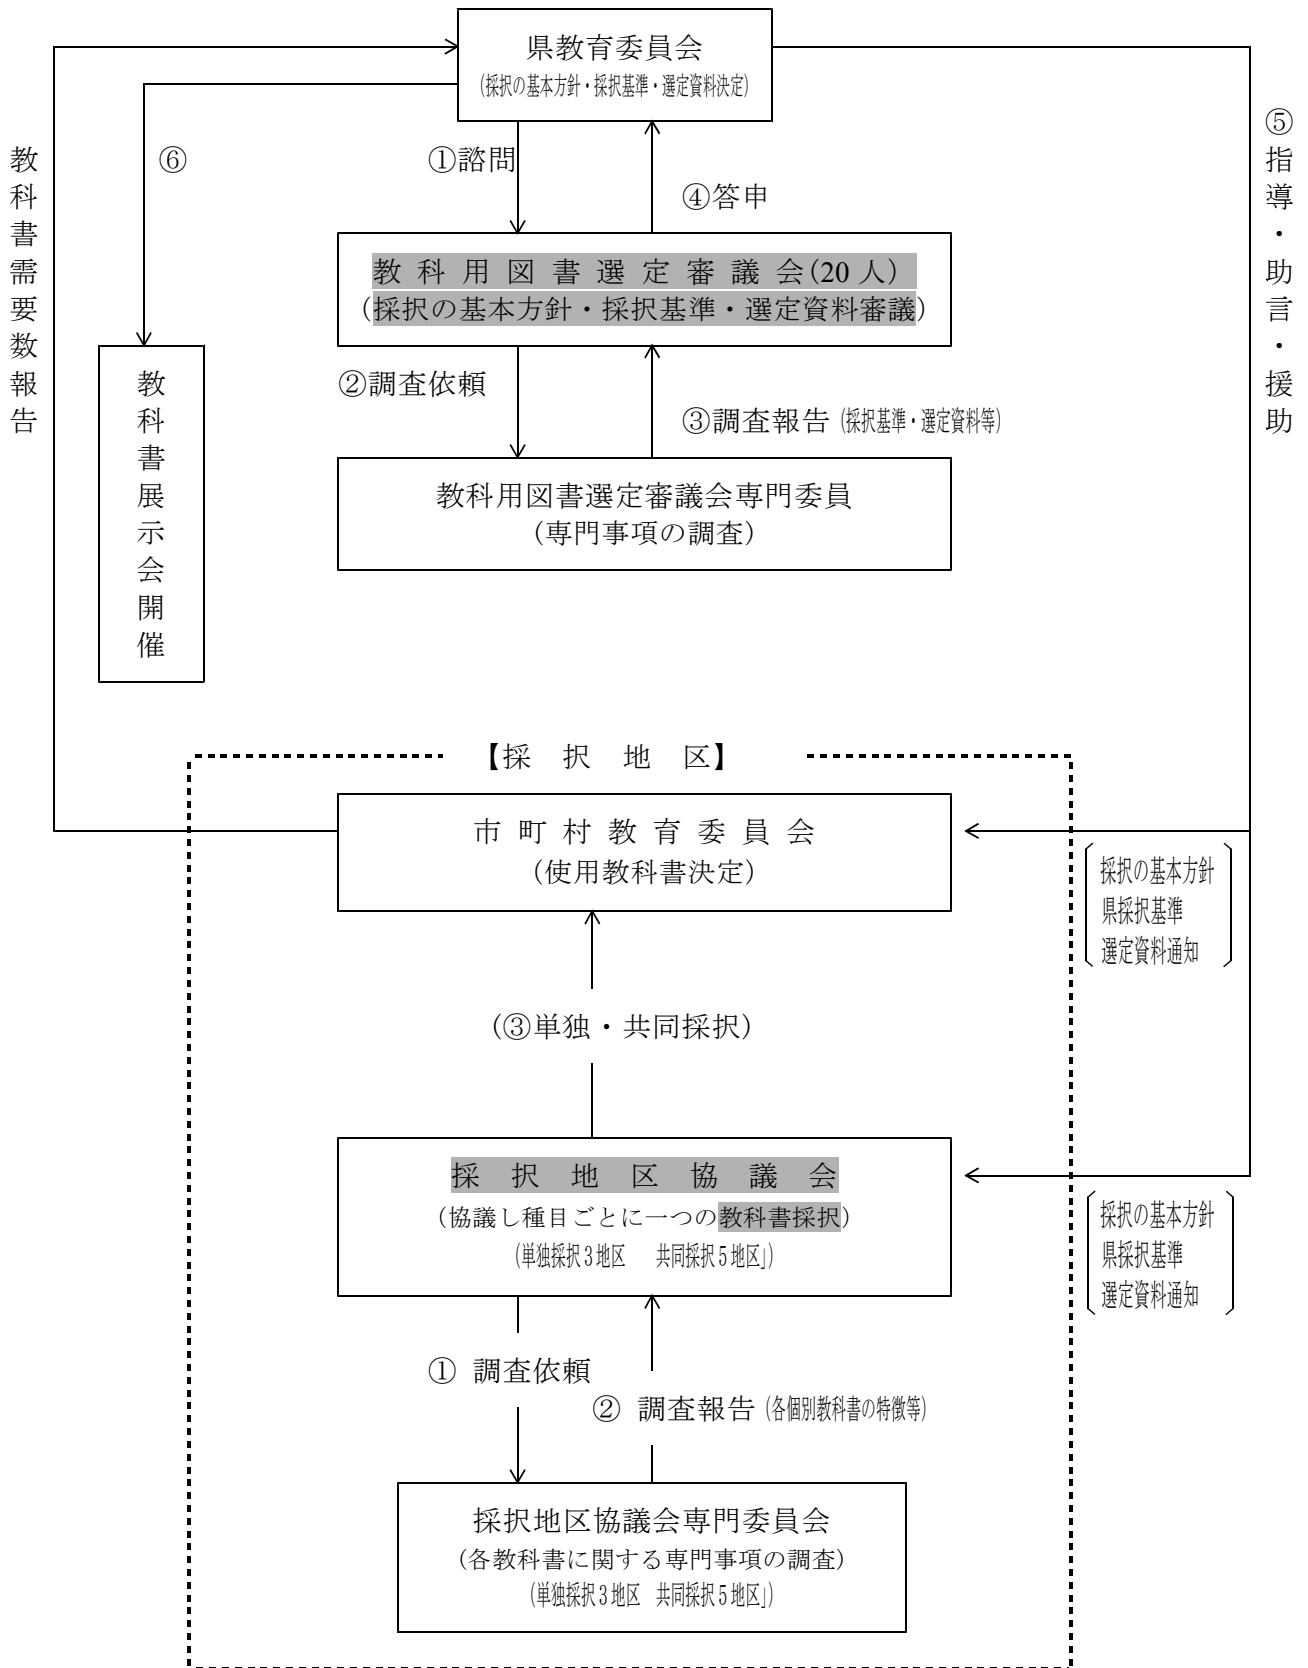 県教育委員会
(採択の基本方針・採択基準・選定資料決定)
教科書需要数報告
⑥
①諮問
④答申
⑤指導・助言・援助
教科用図書選定審議会(20人)
(採択の基本方針・採択基準・選定資料審議)
教科書展示会開催
②調査依頼
③調査報告(採択基準・選定資料等)
教科用図書選定審議会専門委員
(専門事項の調査)
【採択地区】
市町村教育委員会
(使用教科書決定)
採択の基本方針
県採択基準
選定資料通知
(③単独・共同採択)
採択地区協議会
(協議し種目ごとに一つの教科書採択)
(単独採択3地区 共同採択5地区」)
採択の基本方針
県採択基準
選定資料通知
① 調査依頼
② 調査報告(各個別教科書の特徴等)
採択地区協議会専門委員会
(各教科書に関する専門事項の調査)
(単独採択3地区 共同採択5地区」)